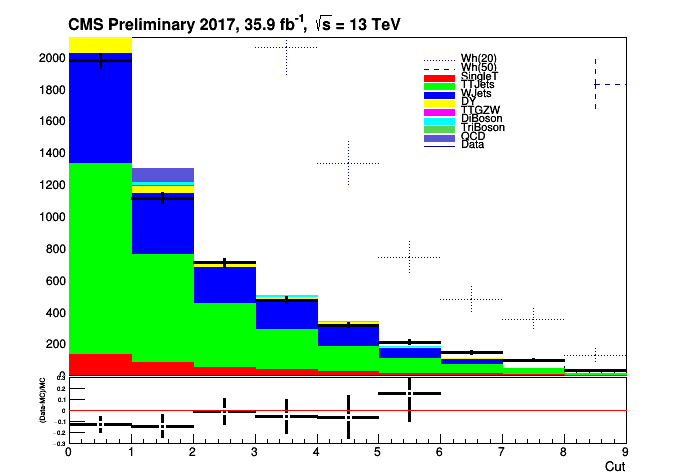 CMS Preliminary 2017, 35.9 fb-1, √s = 13 TeV
2000
1800
1600
1400
1200
1000
800
600
400
200
0
Wh(20)
Wh(50)
SingleT
TTJets
WJets
DY
TTGZW
DiBoson
TriBoson
QCD
Data
(Data-MC)/MC
0.3
0.2
0.1
0
-0.1
-0.2
-0.3
0 1 2 3 4 5 6 7 8 9
Cut